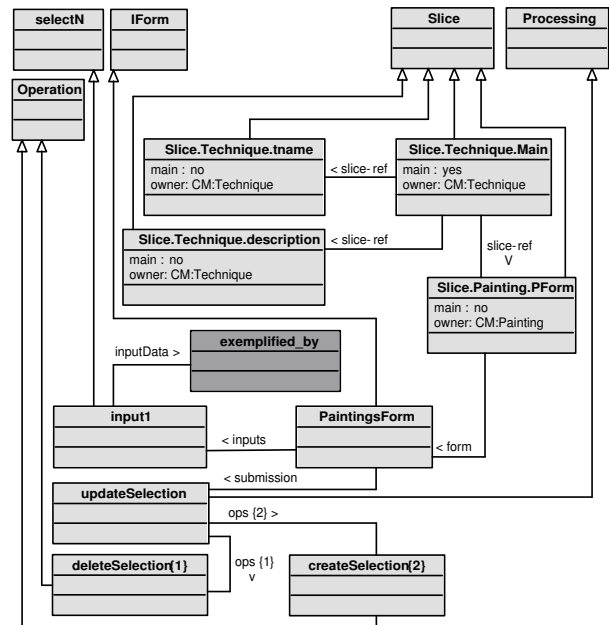 selectN
IForm
Slice
Processing
Operation
Slice.Technique.tname
main : no
owner: CM:Technique
< slice- ref
Slice.Technique.Main
main : yes
owner: CM:Technique
Slice.Technique.description
main : no
owner: CM:Technique
< slice- ref
slice- ref
V
Slice.Painting.PForm
main : no
owner: CM:Painting
exemplified_by
inputData >
input1
PaintingsForm
< inputs
< form
< submission
updateSelection
ops {2} >
deleteSelection{1}
ops {1}
v
createSelection{2}